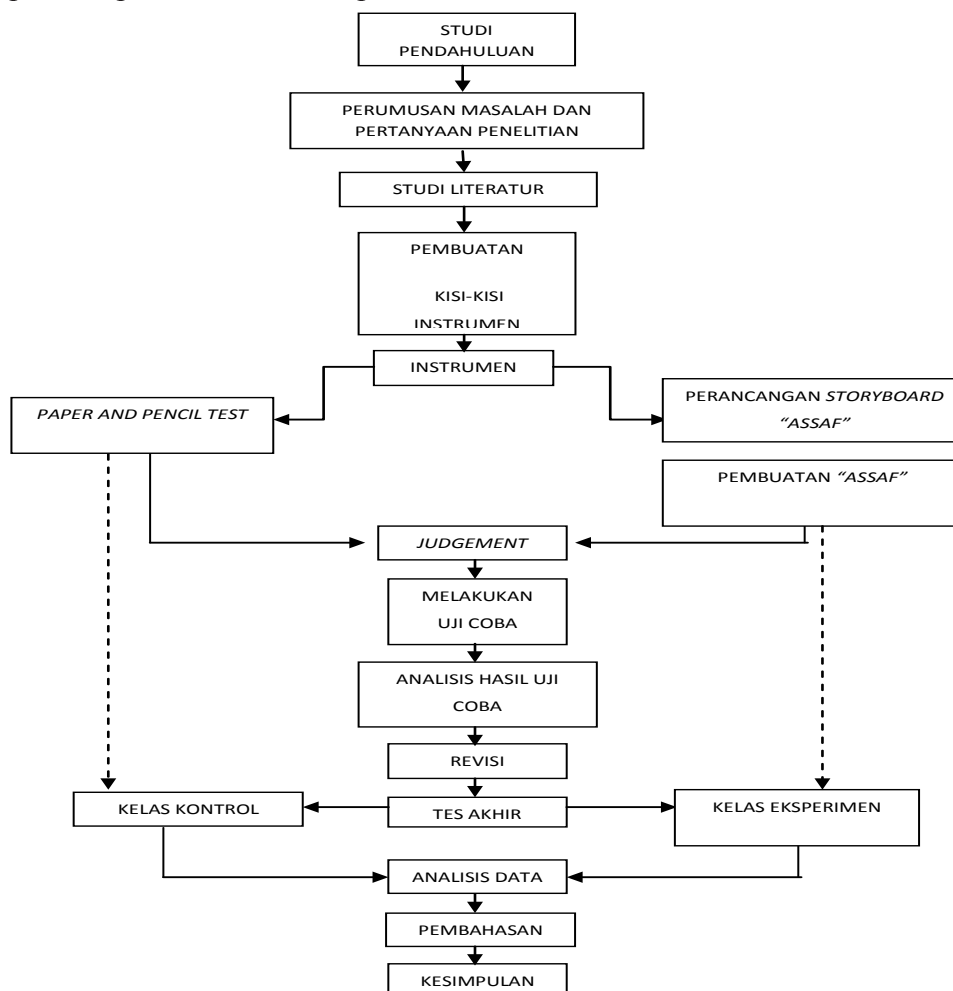 STUDI
PENDAHULUAN
PERUMUSAN MASALAH DAN
PERTANYAAN PENELITIAN
STUDI LITERATUR
PEMBUATAN
KISI-KISI
INSTRUMEN
INSTRUMEN
PAPER AND PENCIL TEST
PERANCANGAN STORYBOARD
“ASSAF”
PEMBUATAN “ASSAF”
JUDGEMENT
MELAKUKAN
UJI COBA
ANALISIS HASIL UJI
COBA
REVISI
KELAS KONTROL
TES AKHIR
KELAS EKSPERIMEN
ANALISIS DATA
PEMBAHASAN
KESIMPULAN